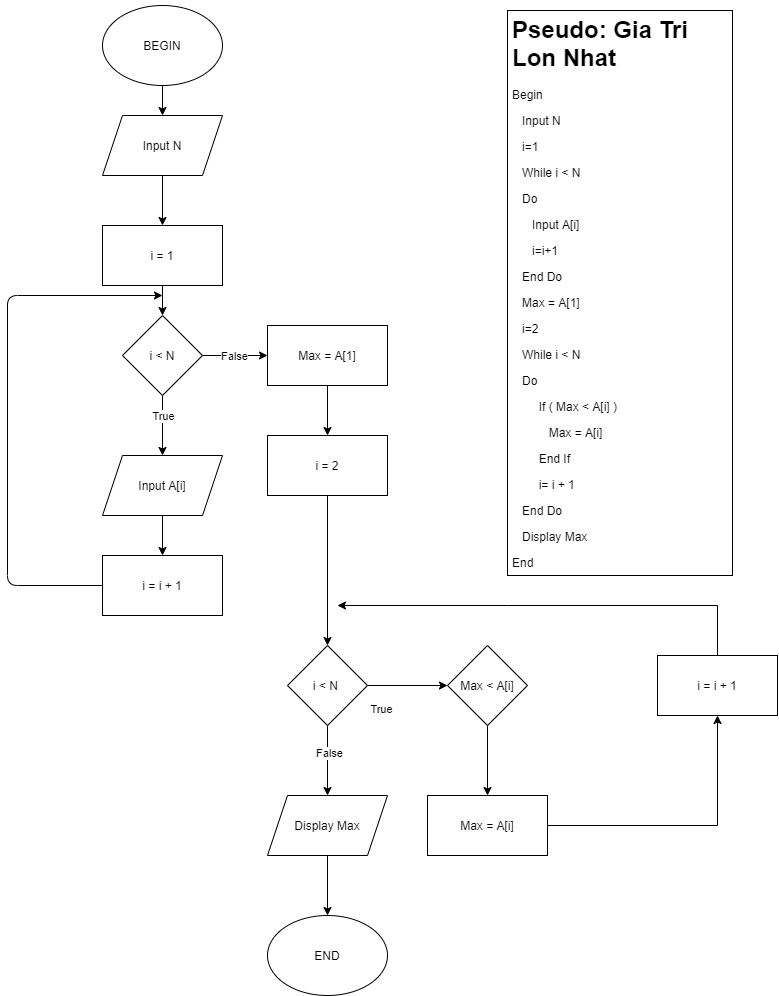 BEGIN
Input N
i = 1
i < N
False
Max = A[1]
True
i = 2
Input A[i]
i = i + 1
Pseudo: Gia Tri
Lon Nhat
Begin
Input N
i=1
While i < N
Do
Input A[i]
i=i+1
End Do
Max = A[1]
i=2
While i < N
Do
If ( Max < A[i] )
Max = A[i]
End If
i= i + 1
End Do
Display Max
End
i < N
True
Max < A[i]
i = i + 1
False
Display Max
Max = A[i]
END